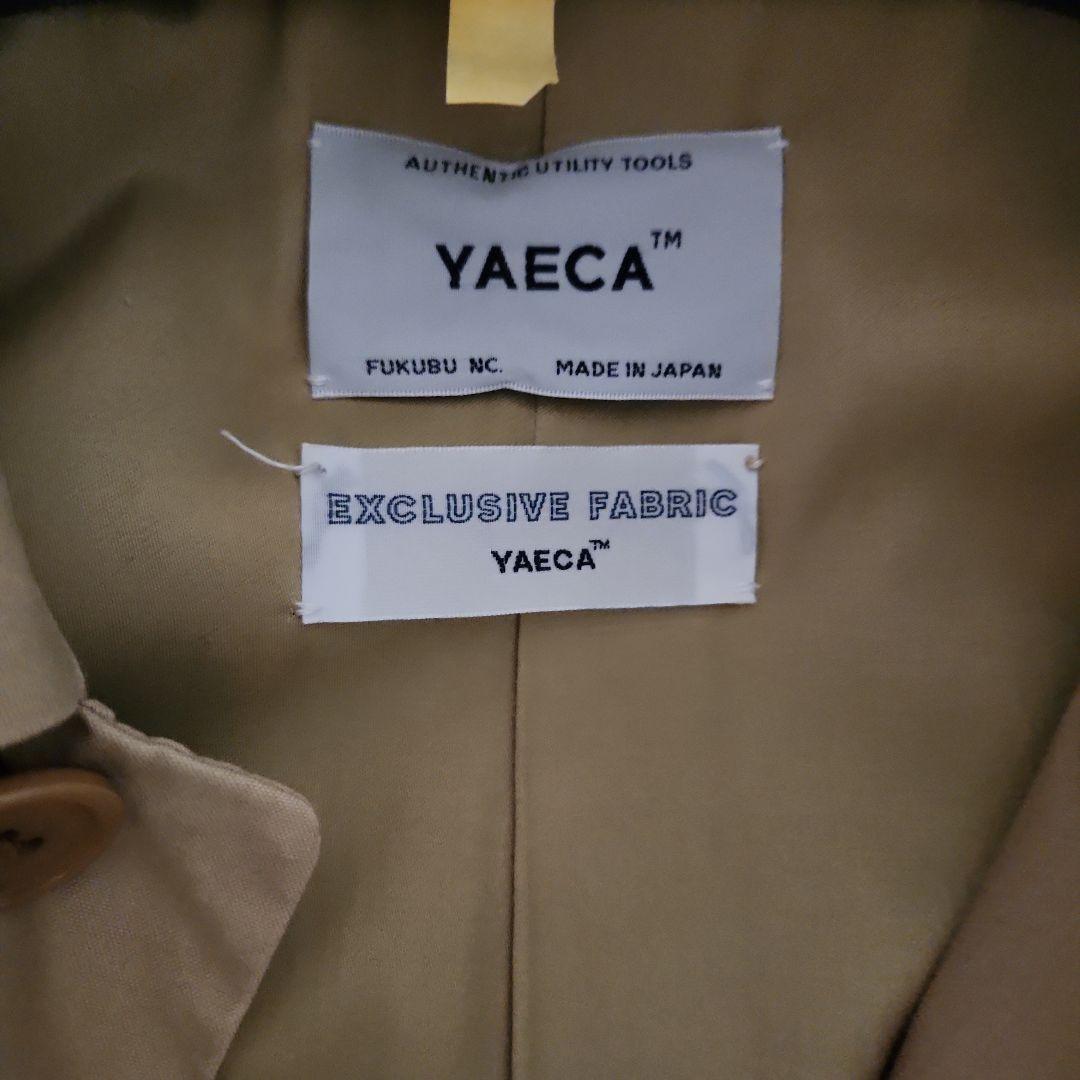 AUTHENTIC UTILITY TOOLS
YAECA™
FUKUBU NC. MADE IN JAPAN
EXCLUSIVE FABRIC
YAECA™